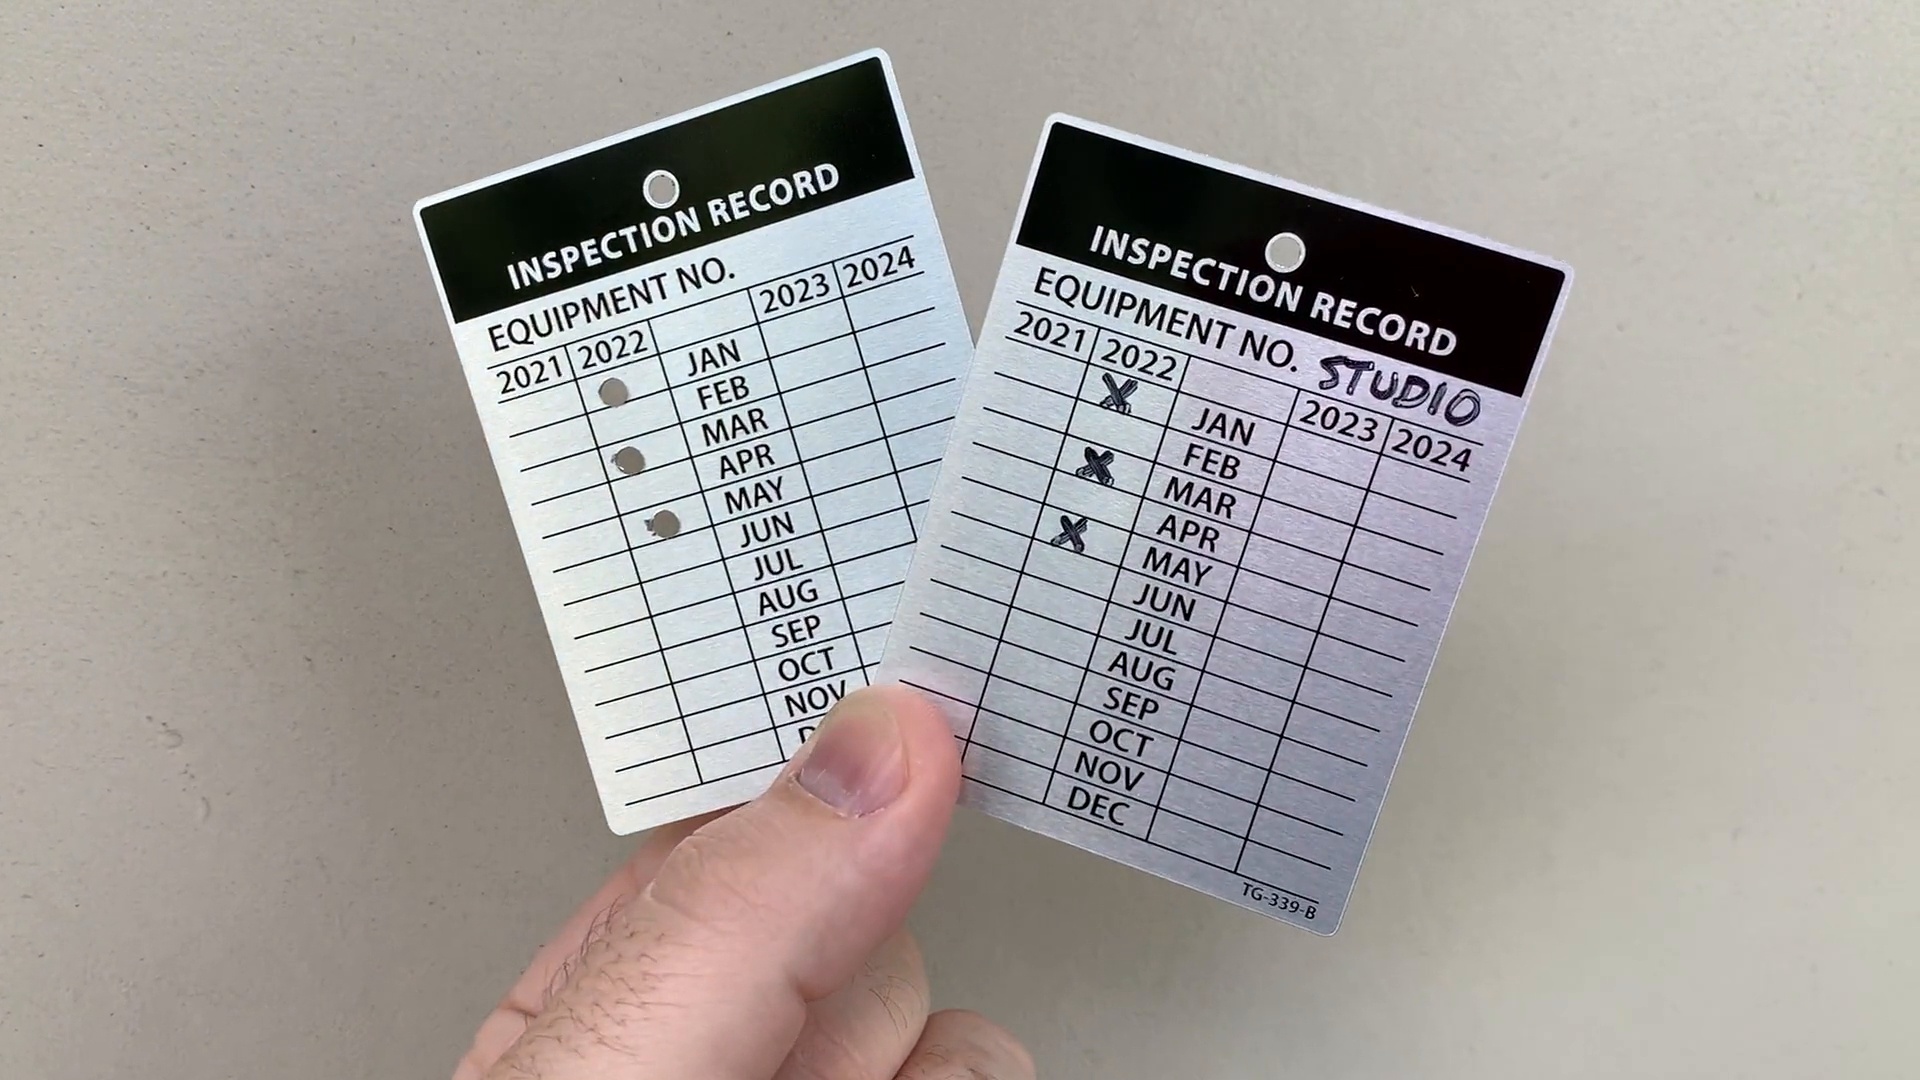 INSPECTION RECORD
EQUIPMENT NO.
2021 2022 2023 2024
JAN
FEB
MAR
APR
MAY
JUN
JUL
AUG
SEP
OCT
NOV
INSPECTION RECORD
EQUIPMENT NO. STUDIO
2021 2022 2023 2024
X
JAN
FEB
X
MAR
APR
X
MAY
JUN
JUL
AUG
SEP
OCT
NOV
DEC
TG-339-B